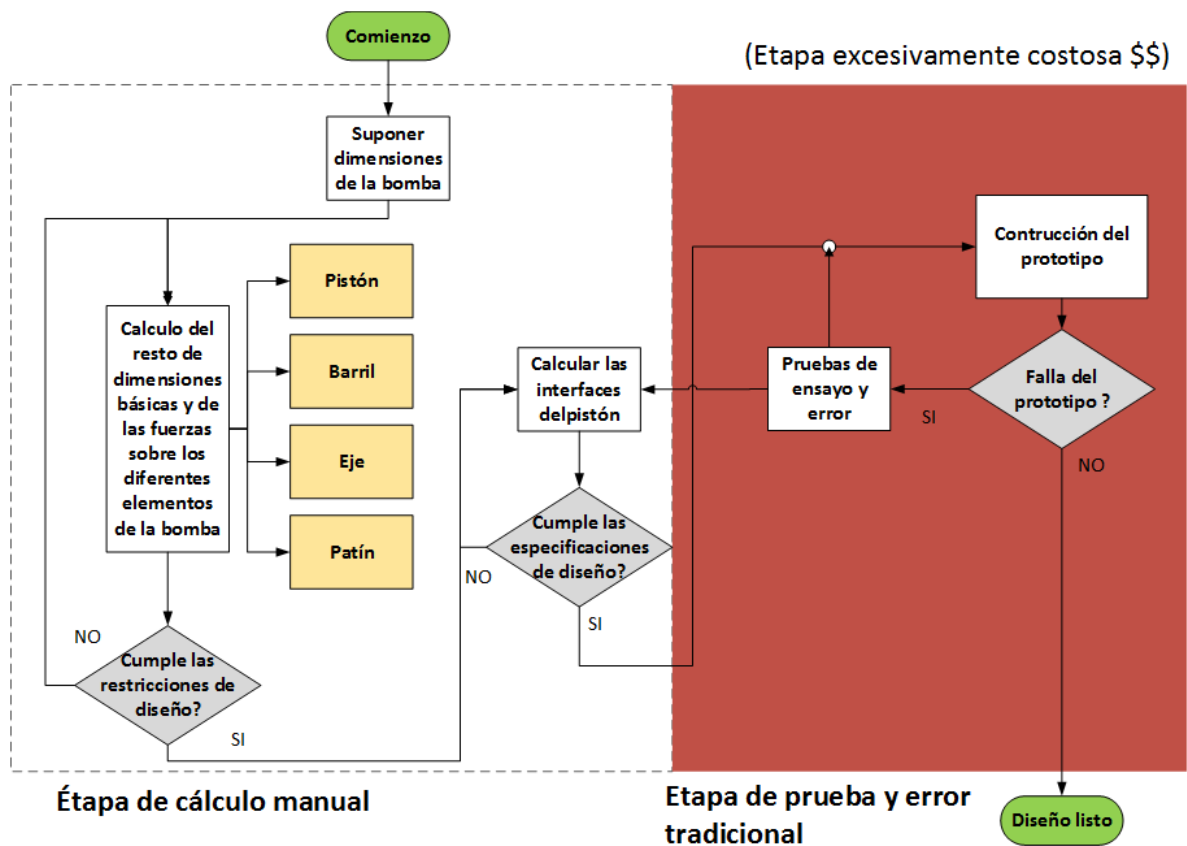 Comienzo
(Etapa excesivamente costosa $$)
Suponer
dimensiones
de la bomba
Contrucción del
prototipo
Pistón
Calculo del
resto de
dimensiones
básicas y de
las fuerzas
sobre los
diferentes
elementos
de la bomba
Barril
Eje
Patín
Calcular las
interfaces
delpistón
Pruebas de
ensayo y
error
Falla del
prototipo ?
SI
NO
Cumple las
especificaciones
de diseño?
NO
SI
NO
Cumple las
restricciones de
diseño?
SI
Étapa de cálculo manual
Etapa de prueba y error
tradicional
Diseño listo